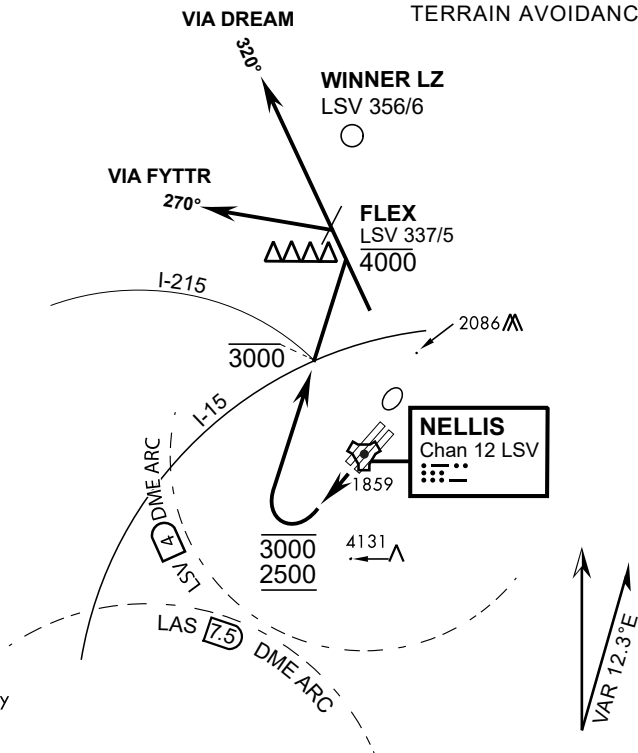 TERRAIN AVOIDANC
VIA DREAM
320°
WINNER LZ
LSV 356/6
VIA FYTTR
270°
FLEX
LSV 337/5
4000
I-215
2086
3000
I-15
NELLIS
Chan 12 LSV
1859
LSV 4 DME ARC
3000
2500
4131
LAS 7.5 DME ARC
VAR 12.3°E
y